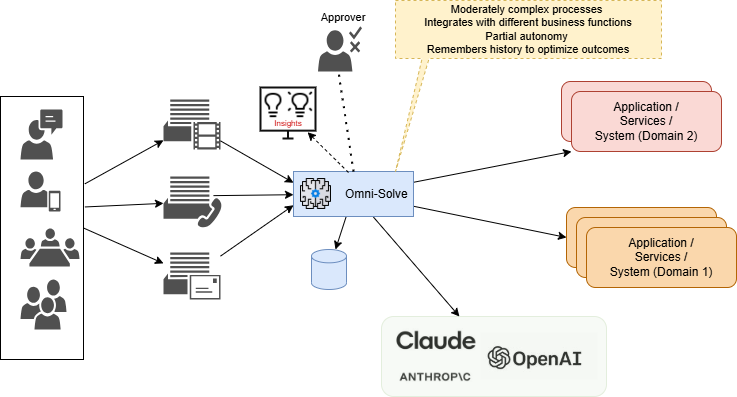 Moderately complex processes
Integrates with different business functions
Partial autonomy
Remembers history to optimize outcomes
Approver
Insights
Omni-Solve
Application /
Services /
System (Domain 2)
Application /
Services /
System (Domain 1)
Claude
ANTHROP\C
OpenAI